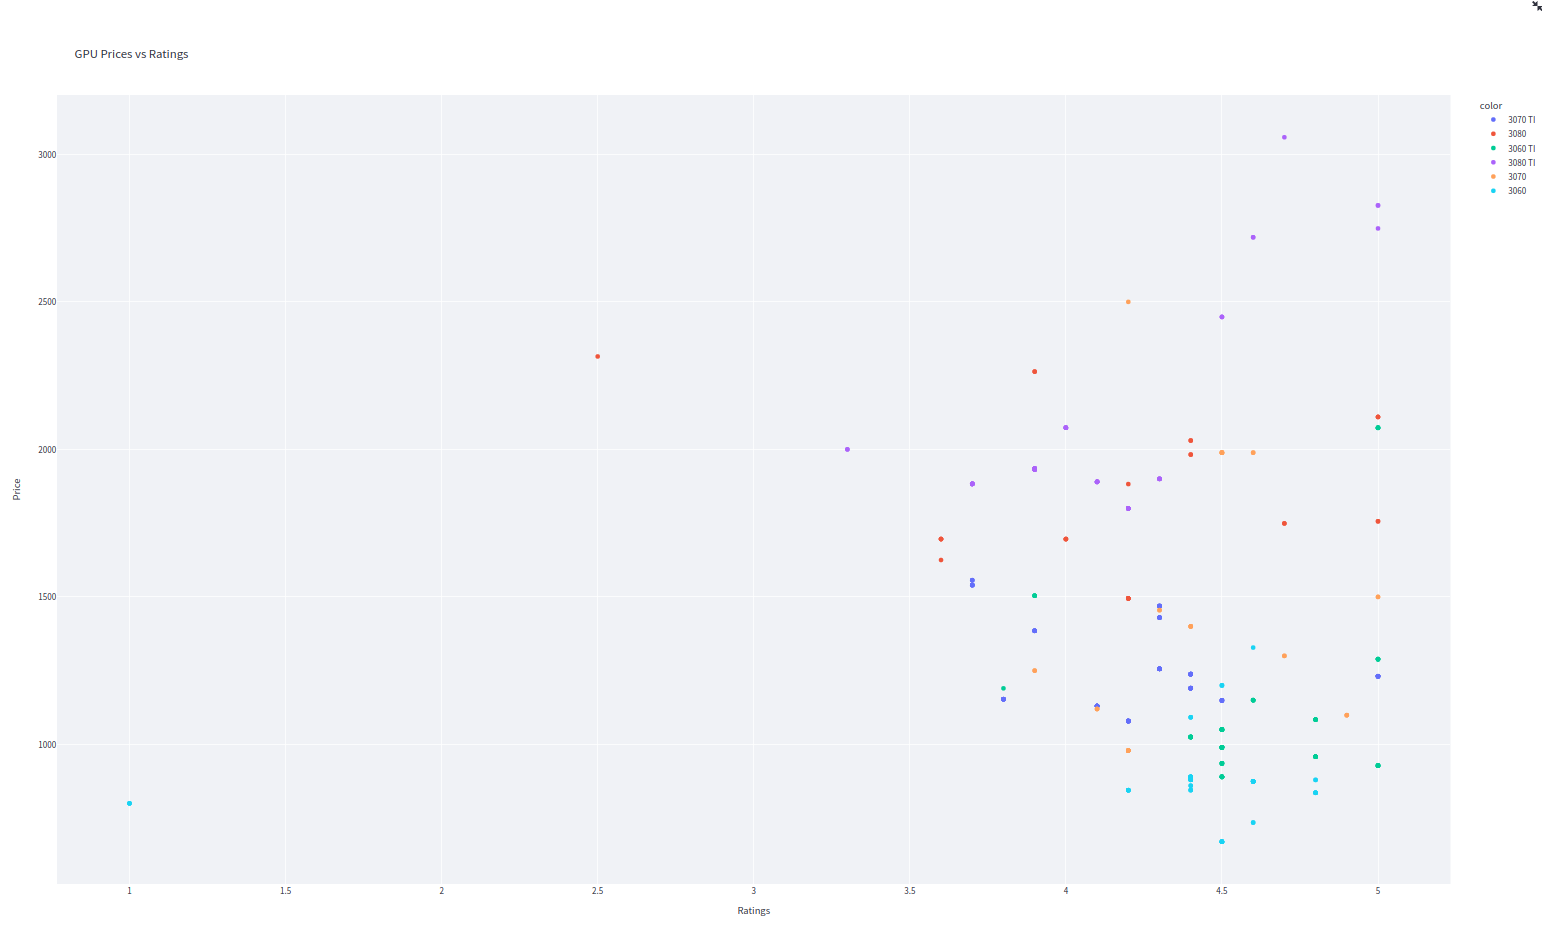 GPU Prices vs Ratings
color
3070 TI
3080
3060 TI
3080 TI
3070
3060
3000
2500
2000
1500
1000
Price
1 1.5 2 2.5 3 3.5 4 4.5 5
Ratings